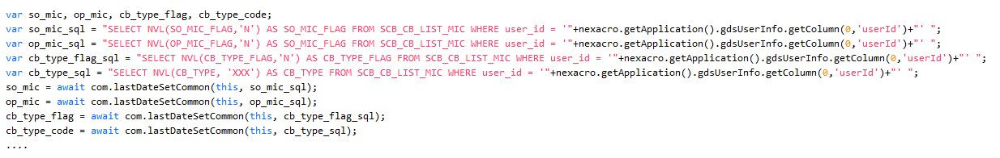 var so_mic, op_mic, cb_type_flag, cb_type_code;
var so_mic_sql = "SELECT NVL(SO_MIC_FLAG,'N') AS SO_MIC_FLAG FROM SCB_CB_LIST_MIC WHERE user_id = '"+nexacro.getApplication().gdsUserInfo.getColumn(0,'userId')+"' ";
var op_mic_sql = "SELECT NVL(OP_MIC_FLAG,'N') AS OP_MIC_FLAG FROM SCB_CB_LIST_MIC WHERE user_id = '"+nexacro.getApplication().gdsUserInfo.getColumn(0,'userId')+"' ";
var cb_type_flag_sql = "SELECT NVL(CB_TYPE_FLAG,'N') AS CB_TYPE_FLAG FROM SCB_CB_LIST_MIC WHERE user_id = '"+nexacro.getApplication().gdsUserInfo.getColumn(0,'userId')+"' ";
var cb_type_sql = "SELECT NVL(CB_TYPE, 'XXX') AS CB_TYPE FROM SCB_CB_LIST_MIC WHERE user_id = '"+nexacro.getApplication().gdsUserInfo.getColumn(0,'userId')+"' ";
so_mic = await com.lastDateSetCommon(this, so_mic_sql);
op_mic = await com.lastDateSetCommon(this, op_mic_sql);
cb_type_flag = await com.lastDateSetCommon(this, cb_type_flag_sql);
cb_type_code = await com.lastDateSetCommon(this, cb_type_sql);
....